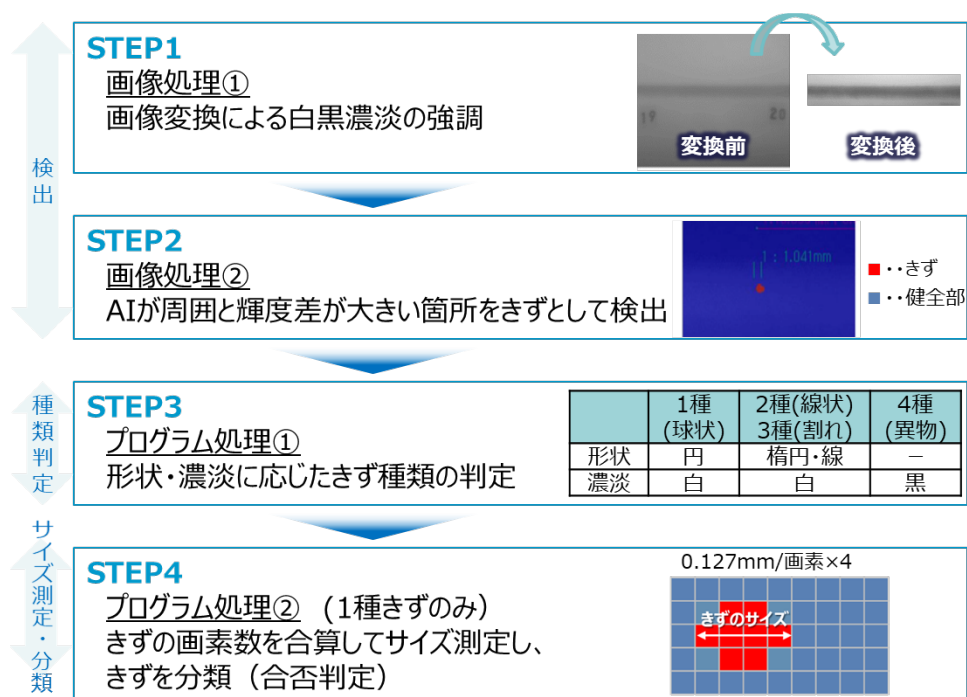 検出
STEP1
画像処理①
画像変換による白黒濃淡の強調
19
20
変換前
変換後
STEP2
画像処理②
AIが周囲と輝度差が大きい箇所をきずとして検出
1 : 1.041mm
■・・きず
■・・健全部
種類判定
STEP3
プログラム処理①
形状・濃淡に応じたきず種類の判定
1種 2種(線状) 4種
(球状) 3種(割れ) (異物)
形状 円 楕円・線 −
濃淡 白 白 黒
サイズ測定・分類
STEP4
プログラム処理② (1種きずのみ)
きずの画素数を合算してサイズ測定し、
きずを分類（合否判定）
0.127mm/画素×4
きずのサイズ